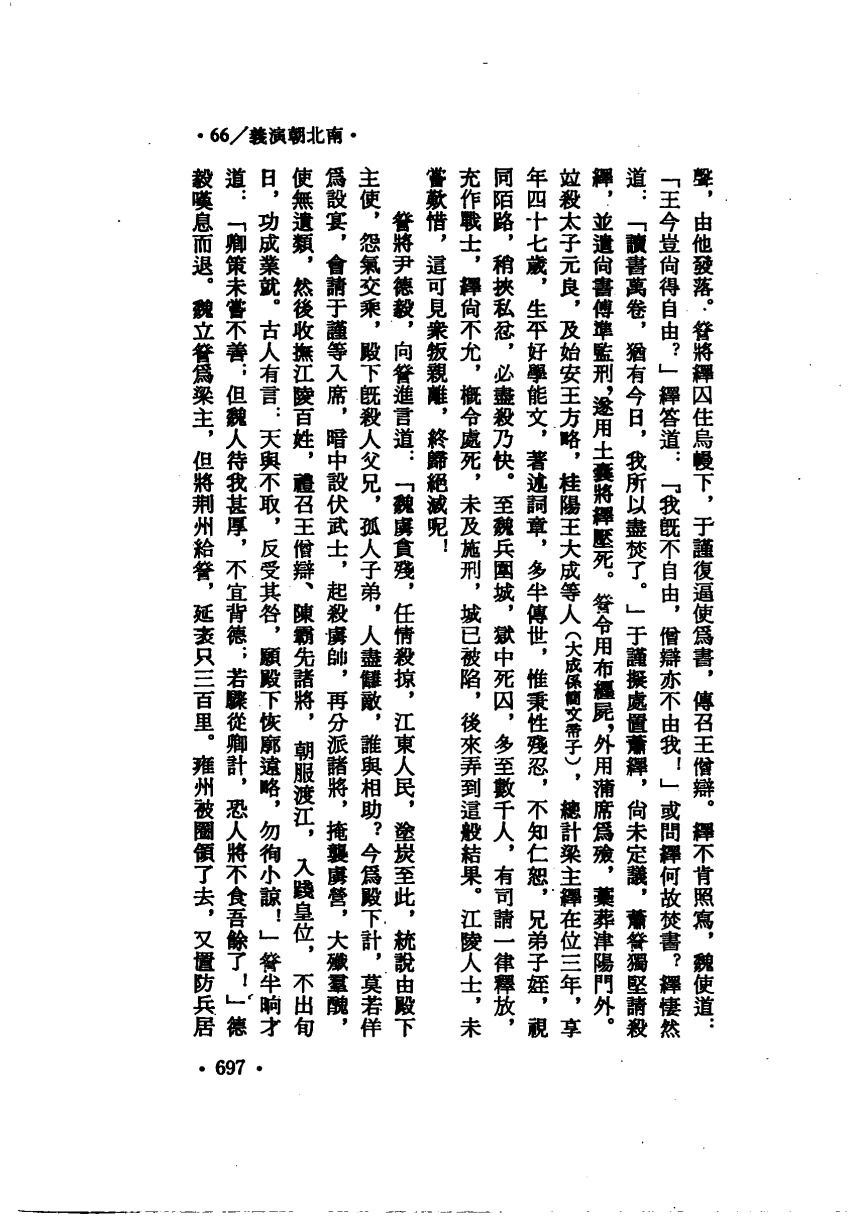 •66／義演朝北南•
聲，由他發落。詧將繹囚住烏幔下，于謹復逼使爲書，傳召王僧辯。繹不肯照寫，魏使道：
「王今豈尙得自由？」繹答道：「我旣不自由，僧辯亦不由我！」或問繹何故焚書？繹悽然
道：「讀書萬卷，猶有今日，我所以盡焚了。」于謹擬處置蕭繹，尙未定議，蕭詧獨堅請殺
繹，並遣尙書傅準監刑，遂用土囊將繹壓死。詧令用布纏屍，外用蒲席爲殮，藁葬津陽門外。
竝殺太子元良，及始安王方略，桂陽王大成等人（大成係簡文帝子），總計梁主繹在位三年，享
年四十七歲，生平好學能文，著述詞章，多半傳世，惟秉性殘忍，不知仁恕，兄弟子姪，視
同陌路，稍挾私忿，必盡殺乃快。至魏兵圍城，獄中死囚，多至數千人，有司請一律釋放，
充作戰士，繹尙不允，槪令處死，未及施刑，城已被陷，後來弄到這般結果。江陵人士，未
嘗歎惜，這可見衆叛親離，終歸絕滅呢！
詧將尹德毅，向詧進言道：「魏虜貪殘，任情殺掠，江東人民，塗炭至此，統說由殿下
主使，怨氣交乘，殿下旣殺人父兄，孤人子弟，人盡讎敵，誰與相助？今爲殿下計，莫若佯
爲設宴，會請于謹等入席，暗中設伏武士，起殺虜帥，再分派諸將，掩襲虜營，大殲羣醜，
使無遺類，然後收撫江陵百姓，禮召王僧辯、陳霸先諸將，朝服渡江，入踐皇位，不出旬
日，功成業就。古人有言：天與不取，反受其咎，願殿下恢廓遠略，勿徇小諒！」詧半晌才
道：「卿策未嘗不善；但魏人待我甚厚，不宜背德；若驟從卿計，恐人將不食吾餘了！」德
毅嘆息而退。魏立詧爲梁主，但將荆州給詧，延袤只三百里。雍州被圈領了去，又置防兵居
•697•